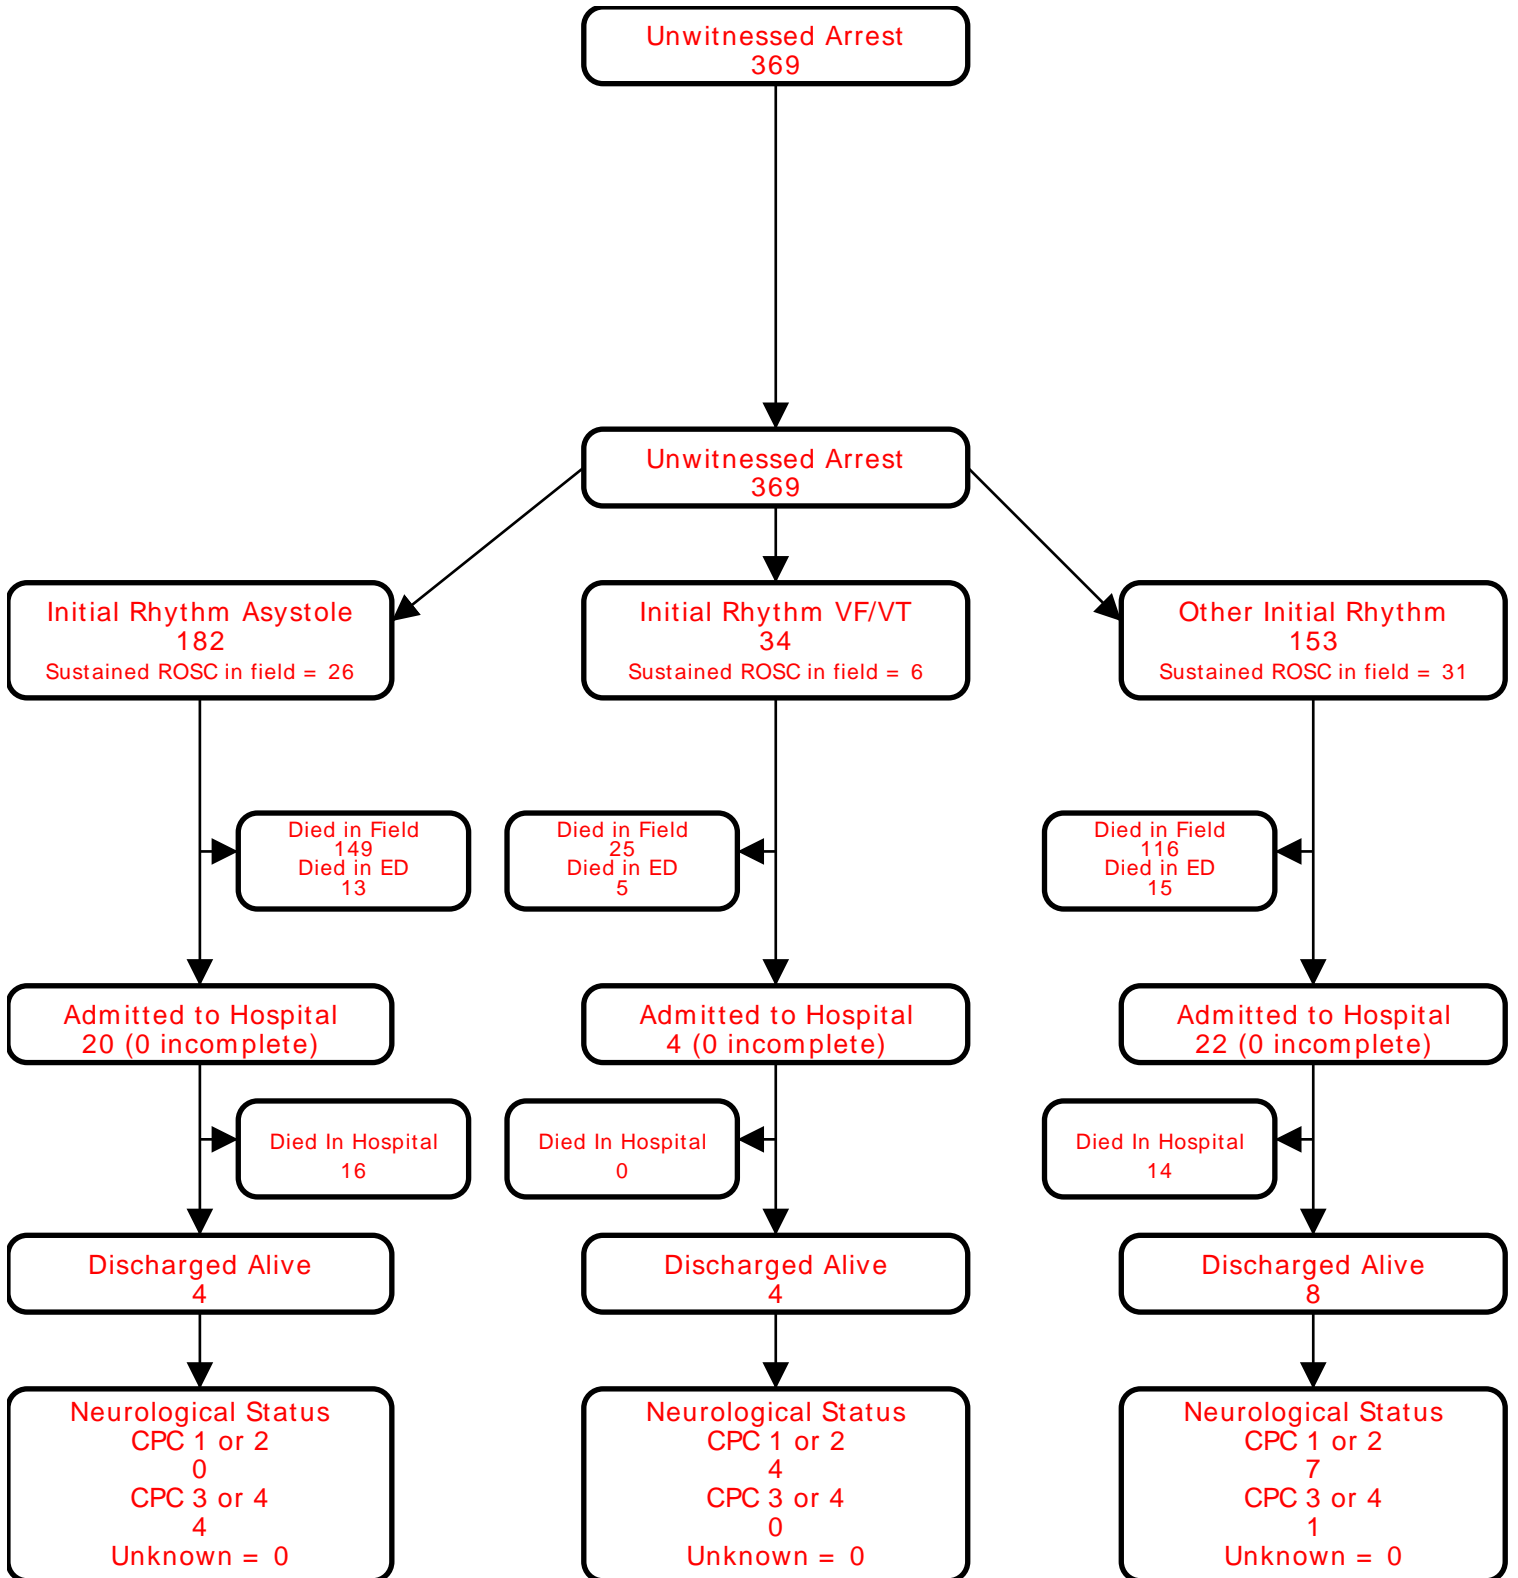 Unwitnessed Arrest
369
Unwitnessed Arrest
369
Initial Rhythm Asystole
182
Sustained ROSC in field = 26
Initial Rhythm VF/VT
34
Sustained ROSC in field = 6
Other Initial Rhythm
153
Sustained ROSC in field = 31
Died in Field
149
Died in ED
13
Died in Field
25
Died in ED
5
Died in Field
116
Died in ED
15
Admitted to Hospital
20 (0 incomplete)
Admitted to Hospital
4 (0 incomplete)
Admitted to Hospital
22 (0 incomplete)
Died In Hospital
16
Died In Hospital
0
Died In Hospital
14
Discharged Alive
4
Discharged Alive
4
Discharged Alive
8
Neurological Status
CPC 1 or 2
0
CPC 3 or 4
4
Unknown = 0
Neurological Status
CPC 1 or 2
4
CPC 3 or 4
0
Unknown = 0
Neurological Status
CPC 1 or 2
7
CPC 3 or 4
1
Unknown = 0